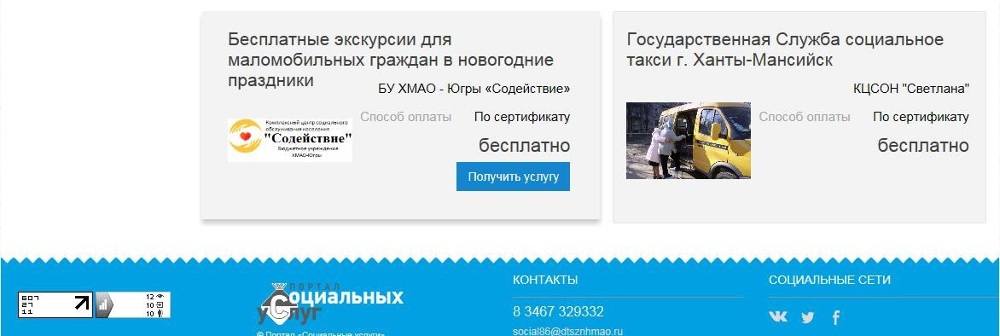 Бесплатные экскурсии для
маломобильных граждан в новогодние
праздники
БУ ХМАО - Югры «Содействие»
Комплексный центр социального
обслуживания населения
"Содействие"
Бюджетное учреждение
ХМАО-Югры
Способ оплаты По сертификату
бесплатно
Получить услугу
Государственная Служба социальное
такси г. Ханты-Мансийск
КЦСОН "Светлана"
Способ оплаты По сертификату
бесплатно
607
27
11
12
10
10
ПОРТАЛ
Социальных
услуг
© Портал «Социальные услуги»
КОНТАКТЫ
8 3467 329332
social86@dtsznhmao.ru
СОЦИАЛЬНЫЕ СЕТИ